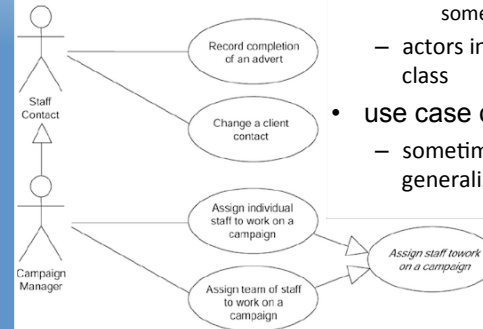 some
– actors in
class
• use case
– sometim
generali
Record completion
of an advert
Staff
Contact
Change a client
contact
Assign individual
staff to work on a
campaign
Assign staff towork
on a campaign
Campaign
Manager
Assign team of staff
to work on a
campaign